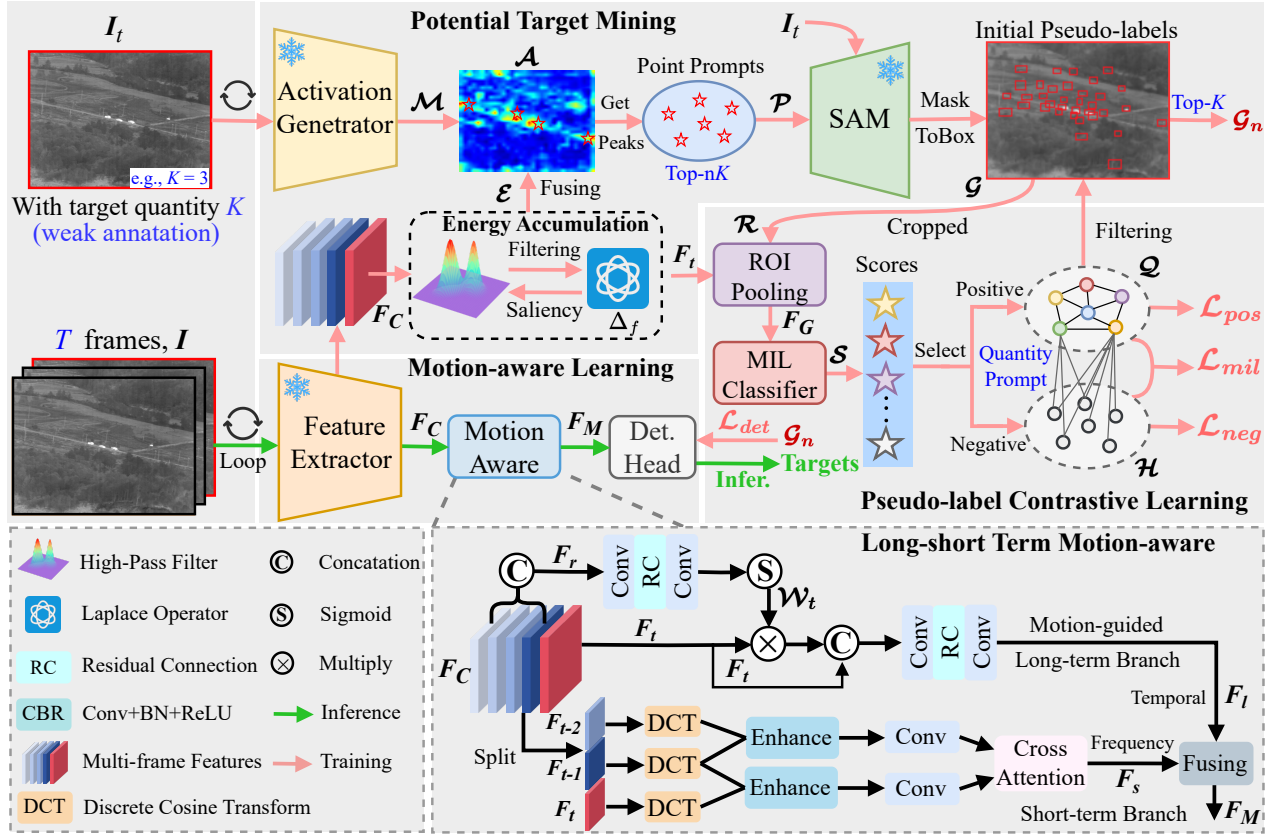 Potential Target Mining
I_t
e.g., K = 3
With target quantity K
(weak annatation)
Activation
Genetrator
M
A
E
Fusing
Get
Peaks
Point Prompts
Top-nK
P
I_t
SAM
Mask
ToBox
Initial Pseudo-labels
Top-K
G_n
G
Energy Accumulation
Filtering
Saliency
Δ_f
F_C
F_t
R
Cropped
Filtering
ROI
Pooling
F_G
MIL
Classifier
S
Scores
Select
Positive
Negative
Quantity
Prompt
Q
H
L_pos
L_mil
L_neg
Pseudo-label Contrastive Learning
T frames, I
Loop
Motion-aware Learning
Feature
Extractor
F_C
Motion
Aware
F_M
Det.
Head
L_det
G_n
Infer.
Targets
High-Pass Filter
C Concatation
Laplace Operator
S Sigmoid
RC Residual Connection
× Multiply
CBR Conv+BN+ReLU
Inference
Multi-frame Features
Training
DCT Discrete Cosine Transform
Long-short Term Motion-aware
C
F_r
Conv
RC
Conv
S
W_t
F_C
F_t
F_t
×
C
Conv
RC
Conv
Motion-guided
Long-term Branch
Temporal
F_l
Split
F_t-2
F_t-1
F_t
DCT
DCT
DCT
Enhance
Enhance
Conv
Conv
Cross
Attention
Frequency
F_s
Short-term Branch
Fusing
F_M